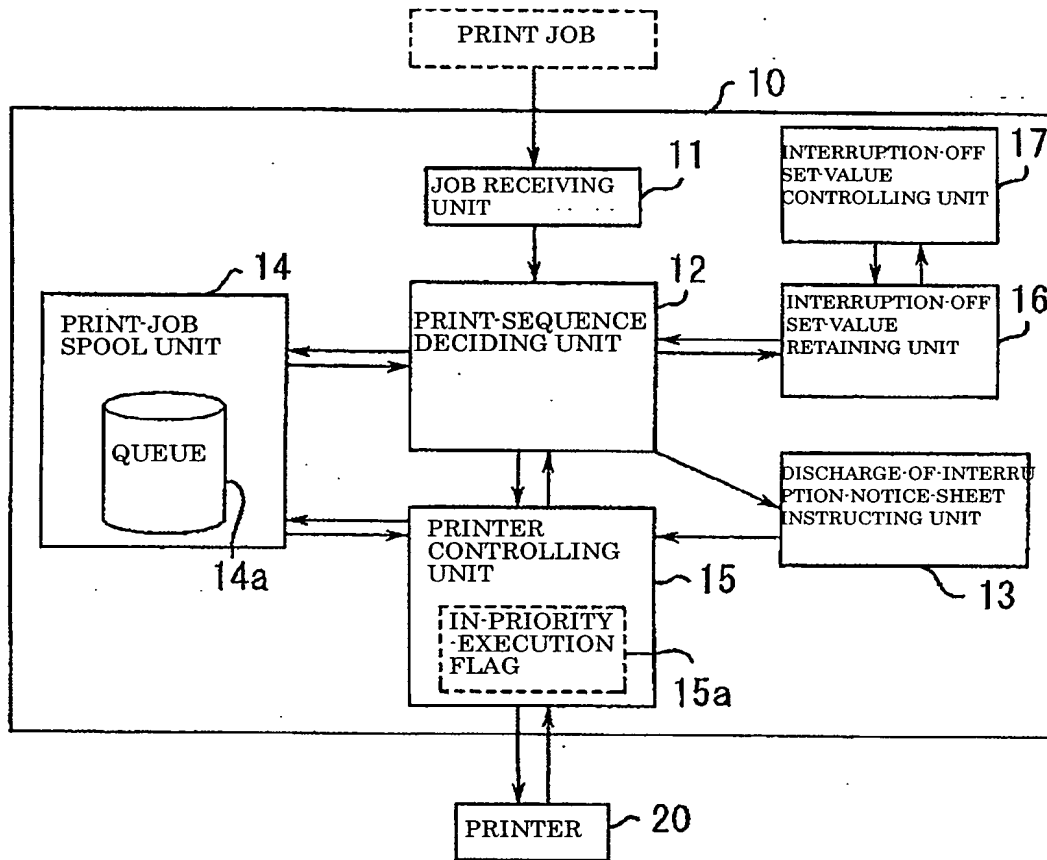 PRINT JOB
10
JOB RECEIVING
UNIT
11
INTERRUPTION-OFF
SET-VALUE
CONTROLLING UNIT
17
14
PRINT-JOB
SPOOL UNIT
QUEUE
14a
12
PRINT-SEQUENCE
DECIDING UNIT
INTERRUPTION-OFF
SET-VALUE
RETAINING UNIT
16
DISCHARGE-OF-INTERRU
PTION-NOTICE-SHEET
INSTRUCTING UNIT
13
PRINTER
CONTROLLING
UNIT
15
IN-PRIORITY
-EXECUTION
FLAG
15a
PRINTER
20